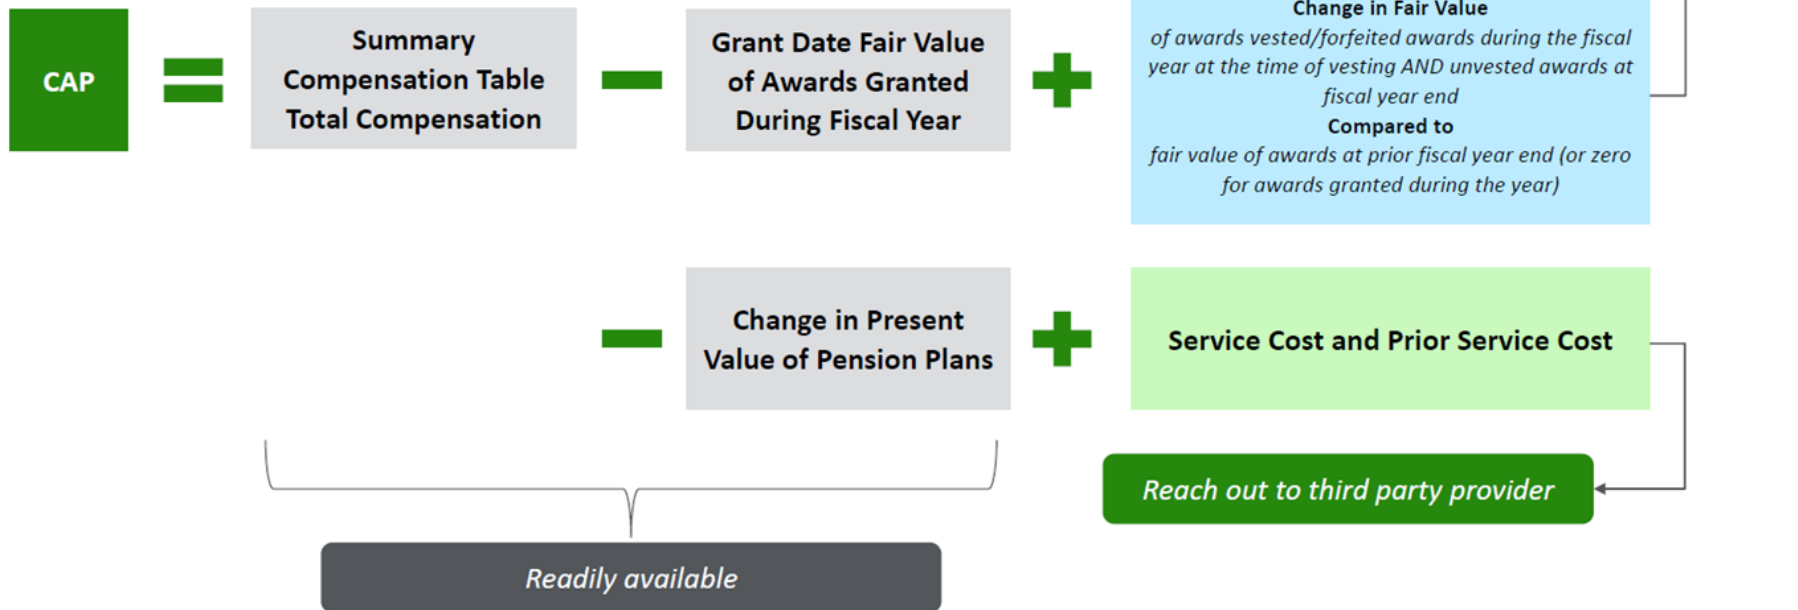 CAP
Summary
Compensation Table
Total Compensation
Grant Date Fair Value
of Awards Granted
During Fiscal Year
Change in Fair Value
of awards vested/forfeited awards during the fiscal
year at the time of vesting AND unvested awards at
fiscal year end
Compared to
fair value of awards at prior fiscal year end (or zero
for awards granted during the year)
Change in Present
Value of Pension Plans
Service Cost and Prior Service Cost
Reach out to third party provider
Readily available